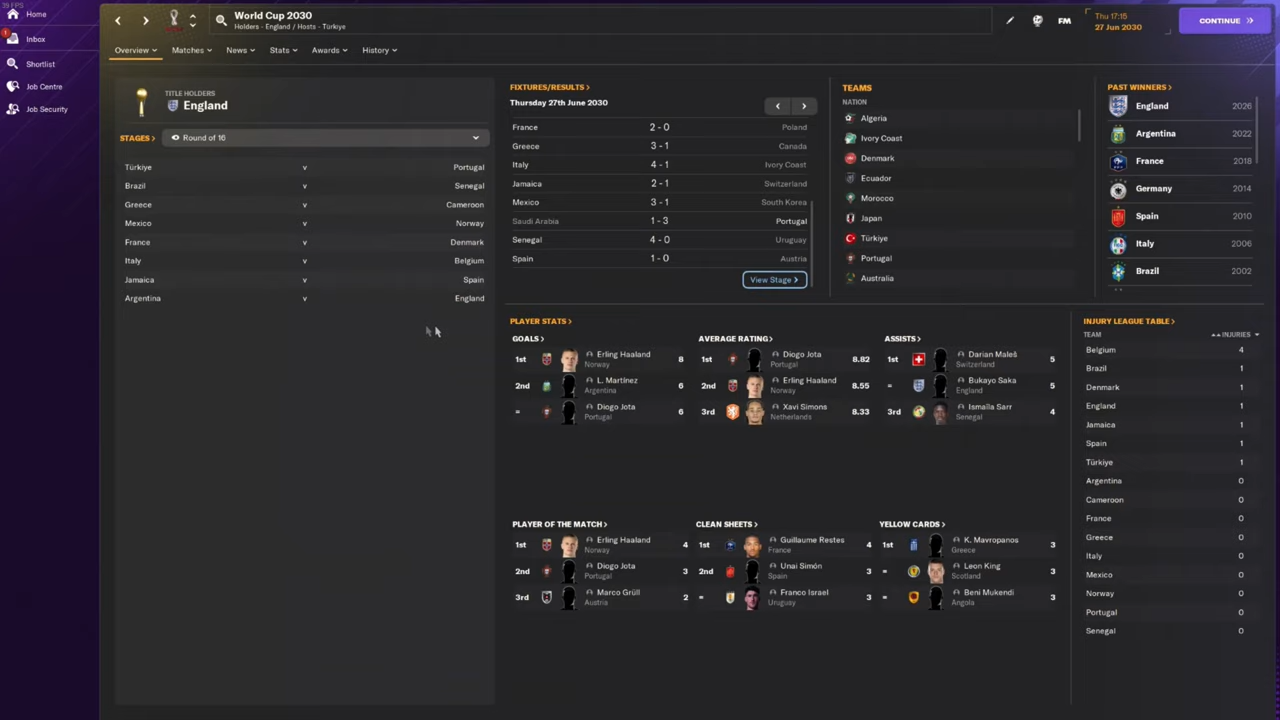 39 FPS
Home
1
Inbox
Shortlist
Job Centre
Job Security
World Cup 2030
Holders - England / Hosts - Türkiye
FM
Thu 17:15
27 Jun 2030
CONTINUE
Overview
Matches
News
Stats
Awards
History
TITLE HOLDERS
England
STAGES
Round of 16
Türkiye v Portugal
Brazil v Senegal
Greece v Cameroon
Mexico v Norway
France v Denmark
Italy v Belgium
Jamaica v Spain
Argentina v England
FIXTURES/RESULTS
Thursday 27th June 2030
France 2 - 0 Poland
Greece 3 - 1 Canada
Italy 4 - 1 Ivory Coast
Jamaica 2 - 1 Switzerland
Mexico 3 - 1 South Korea
Saudi Arabia 1 - 3 Portugal
Senegal 4 - 0 Uruguay
Spain 1 - 0 Austria
View Stage
TEAMS
NATION
Algeria
Ivory Coast
Denmark
Ecuador
Morocco
Japan
Türkiye
Portugal
Australia
PAST WINNERS
England 2026
Argentina 2022
France 2018
Germany 2014
Spain 2010
Italy 2006
Brazil 2002
PLAYER STATS
GOALS
1st Erling Haaland 8
Norway
2nd L. Martínez 6
Argentina
= Diogo Jota 6
Portugal
AVERAGE RATING
1st Diogo Jota 8.82
Portugal
2nd Erling Haaland 8.55
Norway
3rd Xavi Simons 8.33
Netherlands
ASSISTS
1st Darian Maleš 5
Switzerland
= Bukayo Saka 5
England
3rd Ismaïla Sarr 4
Senegal
PLAYER OF THE MATCH
1st Erling Haaland 4
Norway
2nd Diogo Jota 3
Portugal
3rd Marco Grüll 2
Austria
CLEAN SHEETS
1st Guillaume Restes 4
France
2nd Unai Simón 3
Spain
= Franco Israel 3
Uruguay
YELLOW CARDS
1st K. Mavropanos 3
Greece
= Leon King 3
Scotland
= Beni Mukendi 3
Angola
INJURY LEAGUE TABLE
TEAM INJURIES
Belgium 4
Brazil 1
Denmark 1
England 1
Jamaica 1
Spain 1
Türkiye 1
Argentina 0
Cameroon 0
France 0
Greece 0
Italy 0
Mexico 0
Norway 0
Portugal 0
Senegal 0